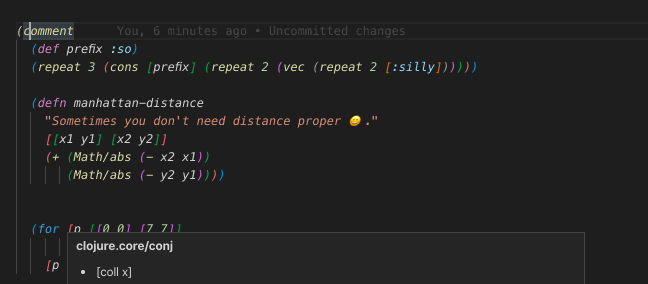 (comment You, 6 minutes ago • Uncommitted changes
(def prefix :so)
(repeat 3 (cons [prefix] (repeat 2 (vec (repeat 2 [:silly])))))
(defn manhattan-distance
"Sometimes you don't need distance proper 😅."
[[x1 y1] [x2 y2]]
(+ (Math/abs (- x2 x1))
(Math/abs (- y2 y1))))
(for [p [[0 0] [7 7]]
[p
clojure.core/conj
• [coll x]